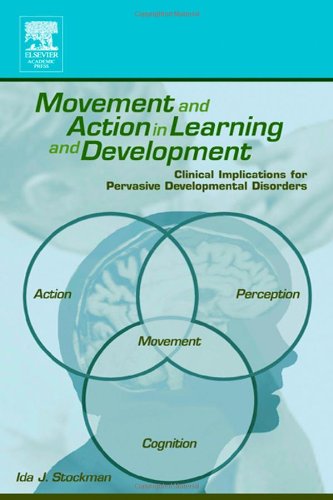 ELSEVIER
ACADEMIC
PRESS
Movement and
Action in Learning
and Development
Clinical Implications for
Pervasive Developmental Disorders
Action
Perception
Movement
Cognition
Ida J. Stockman